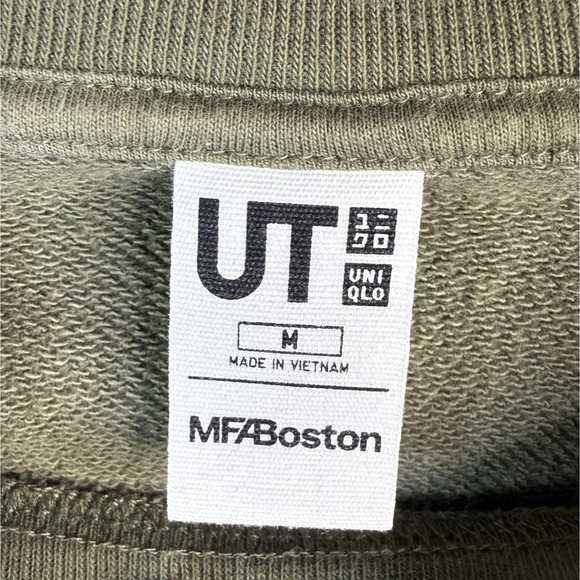 UT
ユニ
クロ
UNI
QLO
M
MADE IN VIETNAM
MFABoston